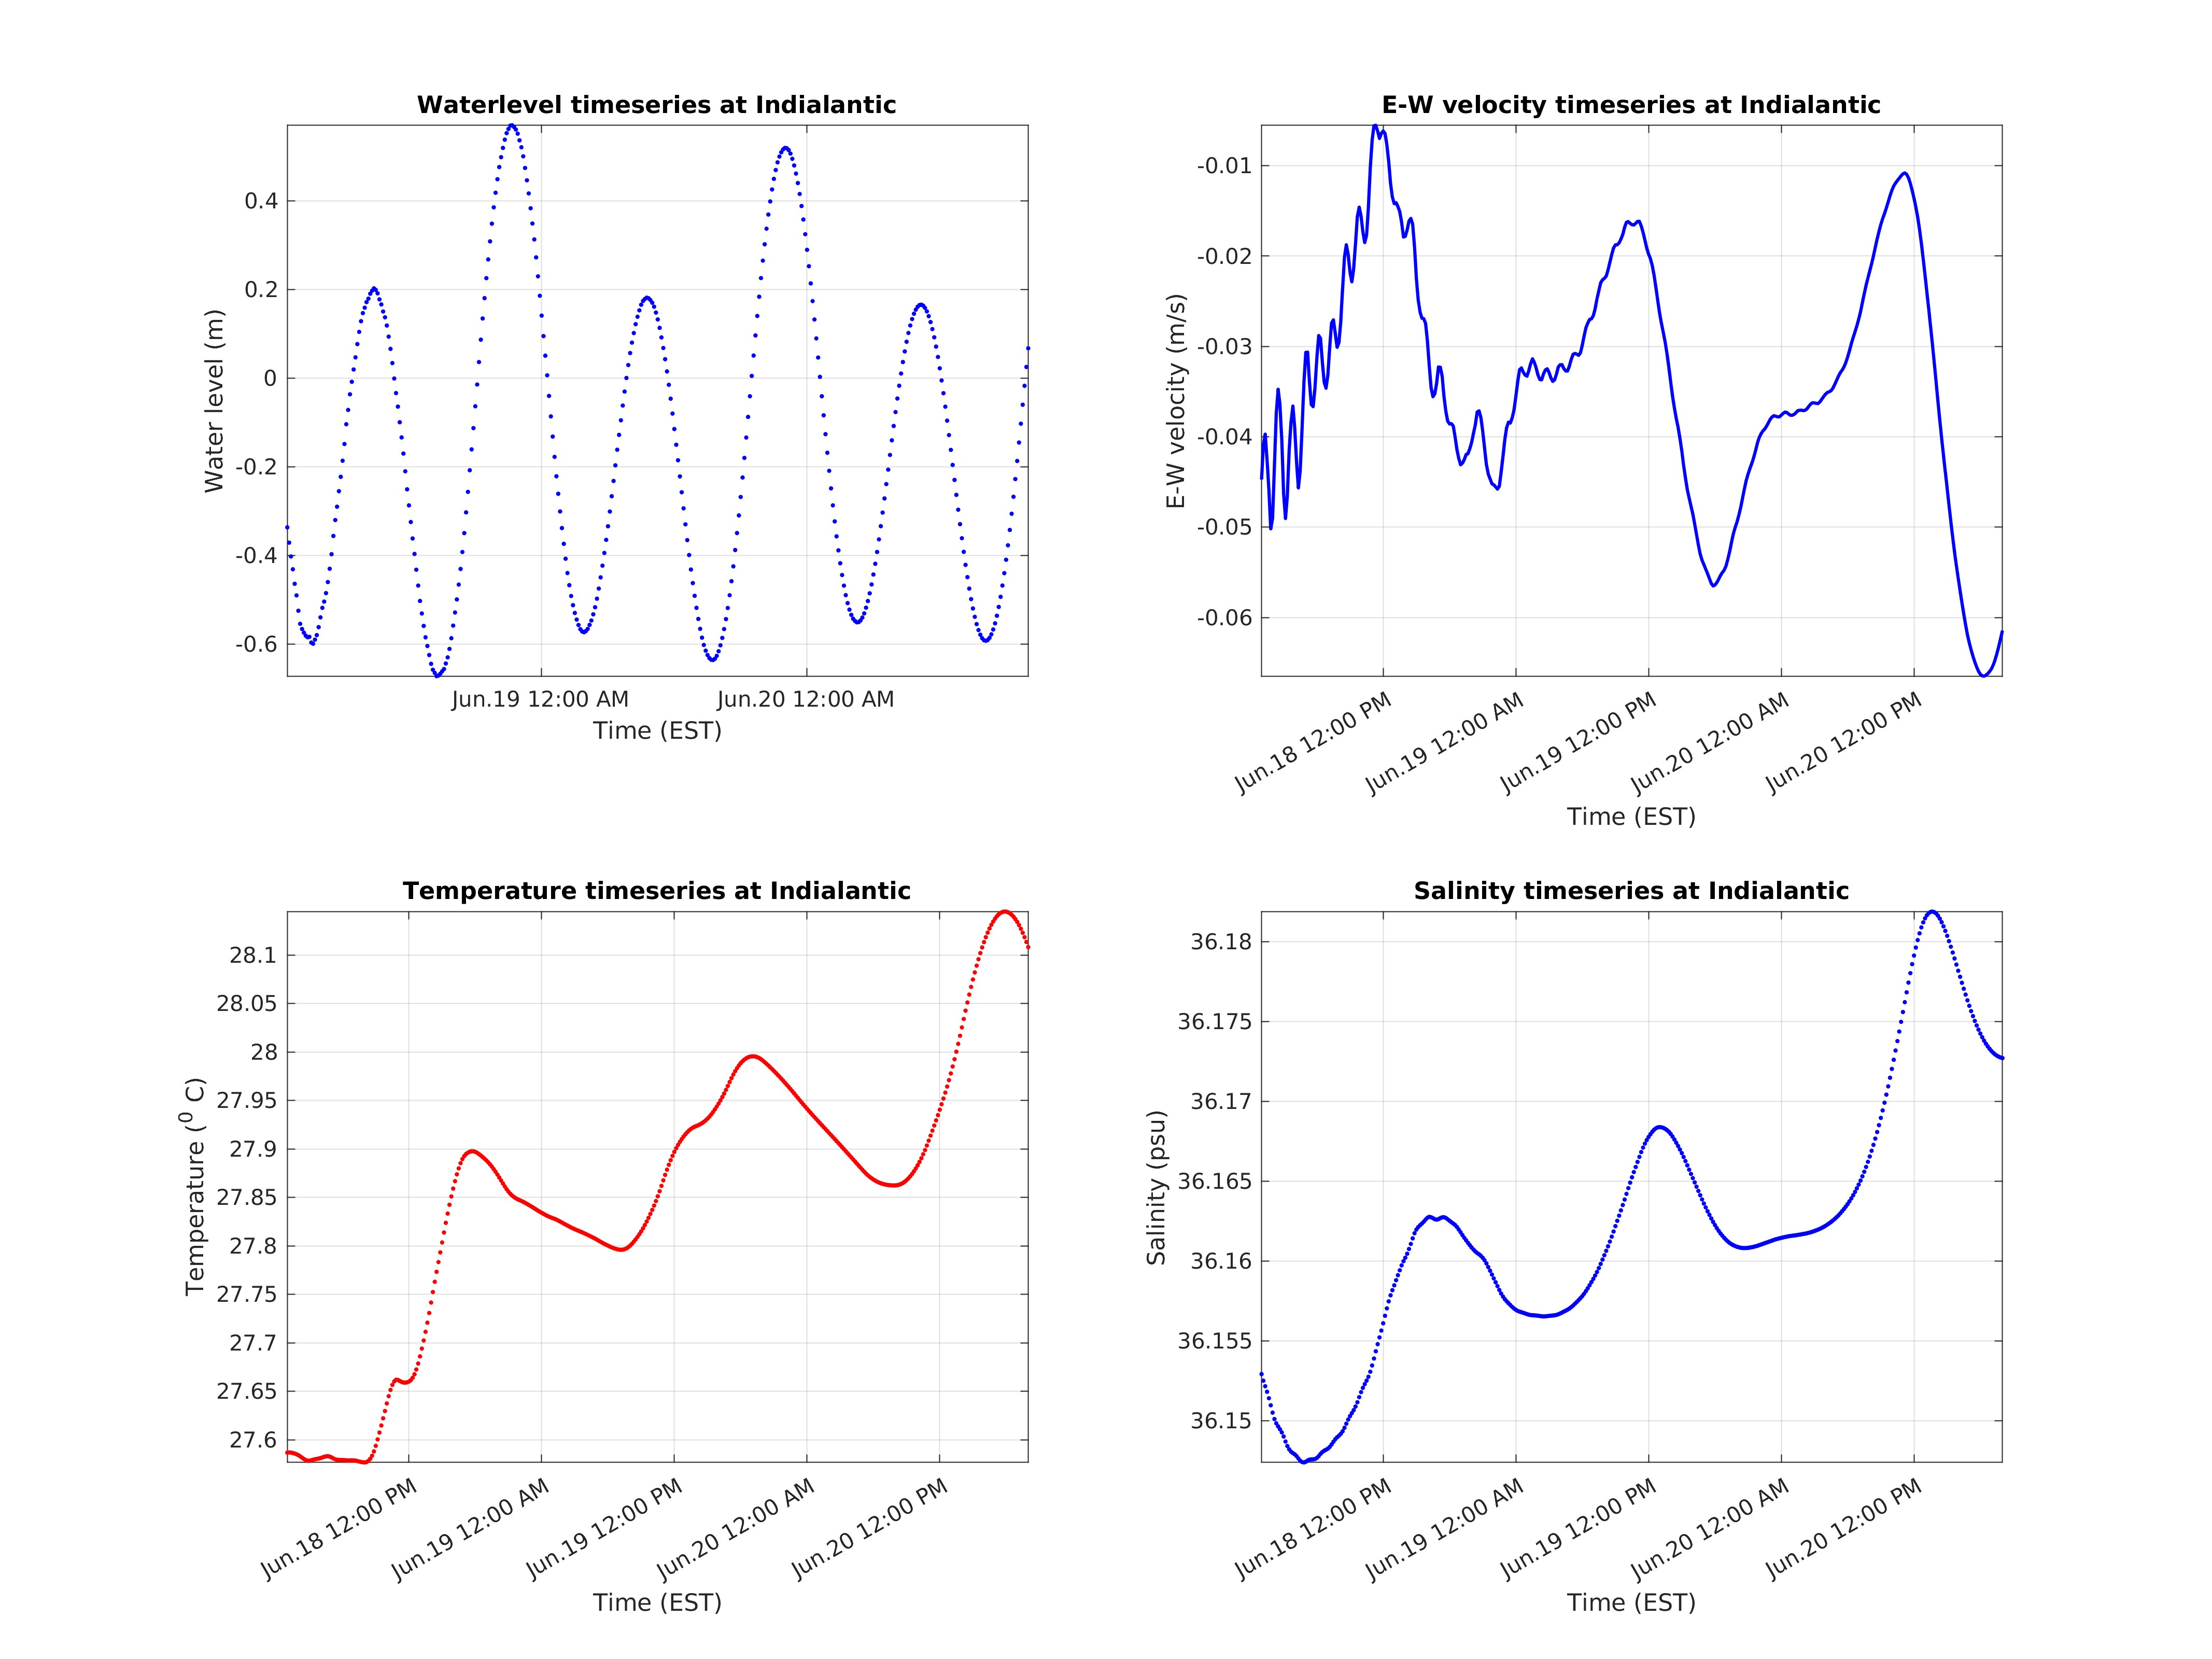 Waterlevel timeseries at Indialantic
0.4
0.2
0
-0.2
-0.4
-0.6
Water level (m)
Jun.19 12:00 AM
Jun.20 12:00 AM
Time (EST)
E-W velocity timeseries at Indialantic
-0.01
-0.02
-0.03
-0.04
-0.05
-0.06
E-W velocity (m/s)
Jun.18 12:00 PM
Jun.19 12:00 AM
Jun.19 12:00 PM
Jun.20 12:00 AM
Jun.20 12:00 PM
Time (EST)
Temperature timeseries at Indialantic
28.1
28.05
28
27.95
27.9
27.85
27.8
27.75
27.7
27.65
27.6
Temperature (⁰ C)
Jun.18 12:00 PM
Jun.19 12:00 AM
Jun.19 12:00 PM
Jun.20 12:00 AM
Jun.20 12:00 PM
Time (EST)
Salinity timeseries at Indialantic
36.18
36.175
36.17
36.165
36.16
36.155
36.15
Salinity (psu)
Jun.18 12:00 PM
Jun.19 12:00 AM
Jun.19 12:00 PM
Jun.20 12:00 AM
Jun.20 12:00 PM
Time (EST)